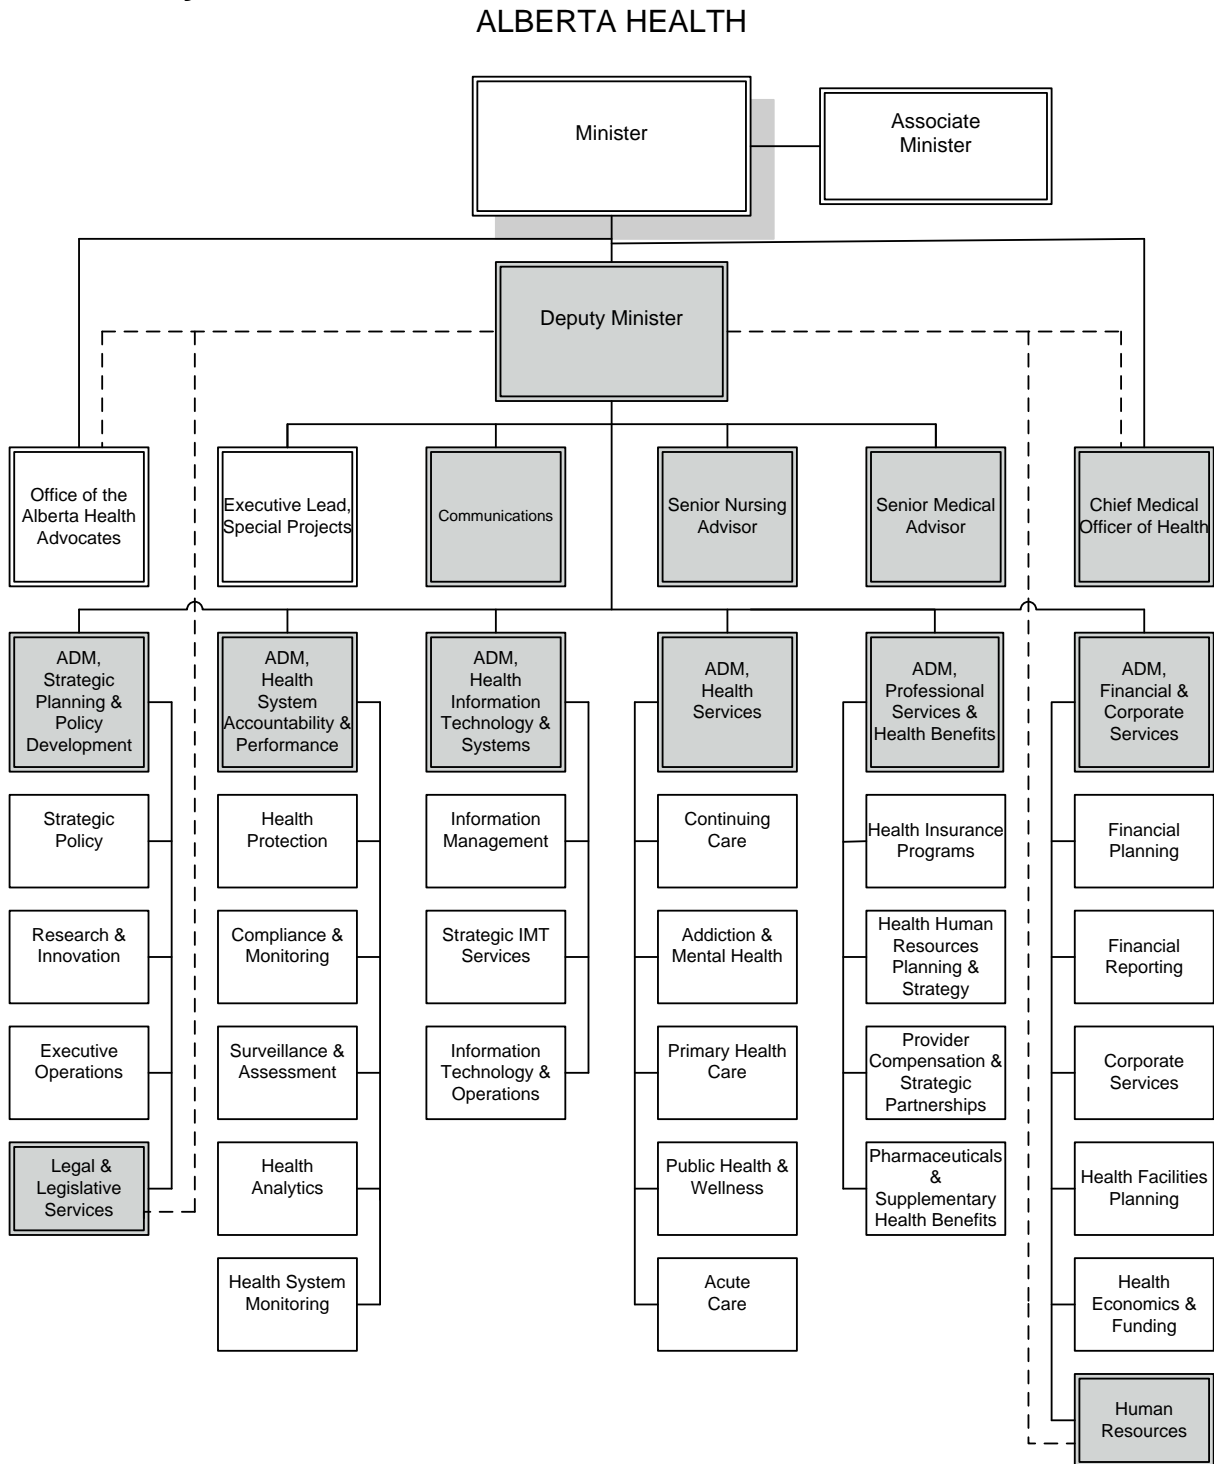 ALBERTA HEALTH
Minister
Associate
Minister
Deputy Minister
Office of the
Alberta Health
Advocates
Executive Lead,
Special Projects
Communications
Senior Nursing
Advisor
Senior Medical
Advisor
Chief Medical
Officer of Health
ADM,
Strategic
Planning &
Policy
Development
ADM,
Health
System
Accountability &
Performance
ADM,
Health
Information
Technology &
Systems
ADM,
Health
Services
ADM,
Professional
Services &
Health Benefits
ADM,
Financial &
Corporate
Services
Strategic
Policy
Health
Protection
Information
Management
Continuing
Care
Health Insurance
Programs
Financial
Planning
Research &
Innovation
Compliance &
Monitoring
Strategic IMT
Services
Addiction &
Mental Health
Health Human
Resources
Planning &
Strategy
Financial
Reporting
Executive
Operations
Surveillance &
Assessment
Information
Technology &
Operations
Primary Health
Care
Provider
Compensation &
Strategic
Partnerships
Corporate
Services
Legal &
Legislative
Services
Health
Analytics
Public Health &
Wellness
Pharmaceuticals
&
Supplementary
Health Benefits
Health Facilities
Planning
Health System
Monitoring
Acute
Care
Health
Economics &
Funding
Human
Resources